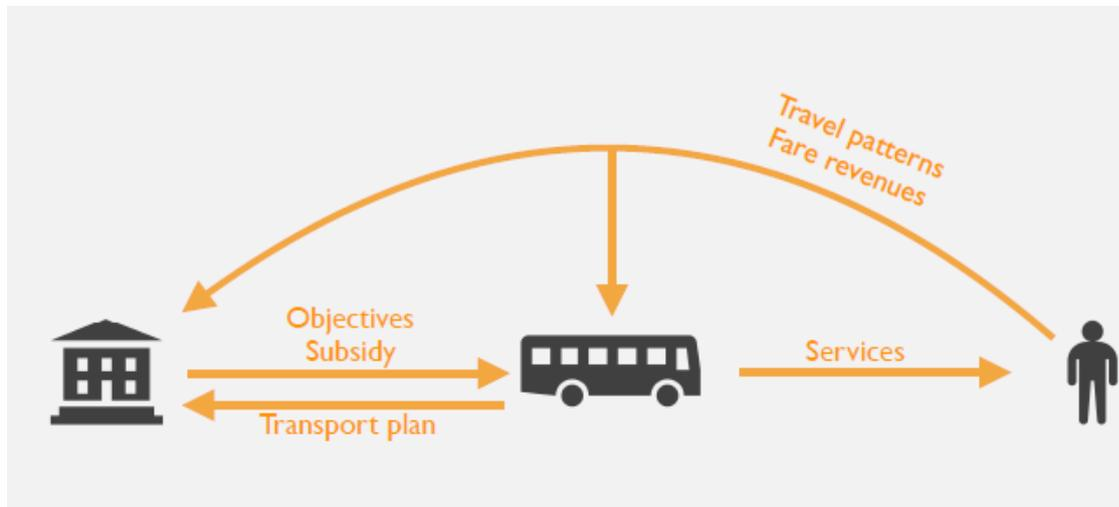 Travel patterns
Fare revenues
Objectives
Subsidy
Services
Transport plan